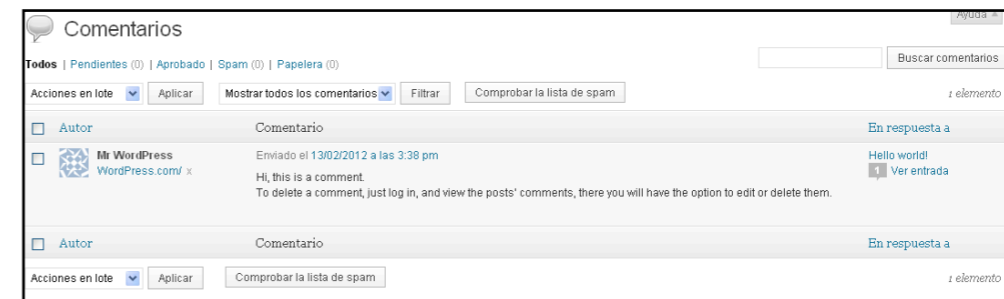 Ayuda
Comentarios
Todos | Pendientes (0) | Aprobado | Spam (0) | Papelera (0)
Buscar comentarios
Acciones en lote Aplicar Mostrar todos los comentarios Filtrar Comprobar la lista de spam 1 elemento
Autor Comentario En respuesta a
Mr WordPress Enviado el 13/02/2012 a las 3:38 pm Hello world!
WordPress.com/ x 1 Ver entrada
Hi, this is a comment.
To delete a comment, just log in, and view the posts' comments, there you will have the option to edit or delete them.
Autor Comentario En respuesta a
Acciones en lote Aplicar Comprobar la lista de spam 1 elemento